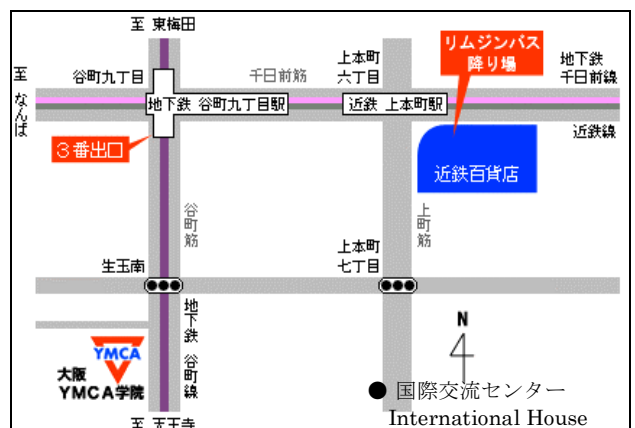 至 東梅田
リムジンバス
降り場
上本町
六丁目
地下鉄
千日前線
至 なんば
谷町九丁目
千日前筋
地下鉄 谷町九丁目駅
近鉄 上本町駅
近鉄線
3番出口
近鉄百貨店
谷町筋
上町筋
生玉南
上本町
七丁目
地下鉄 谷町線
N
YMCA
大阪
YMCA学院
● 国際交流センター
International House
至 天王寺